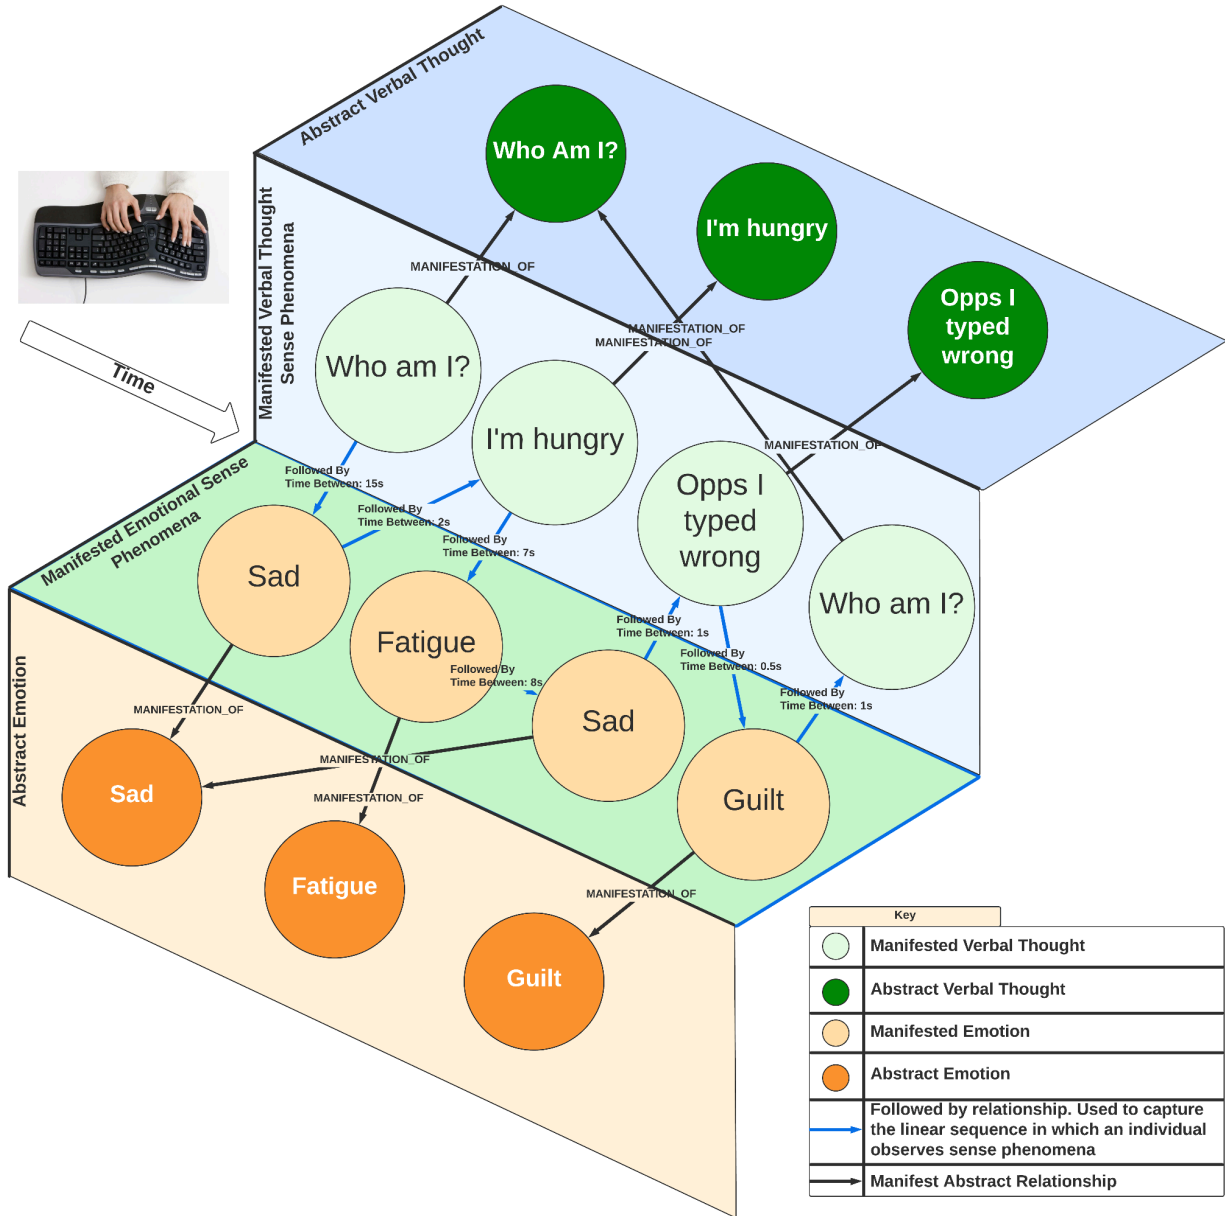 Abstract Verbal Thought
Who Am I?
I'm hungry
Opps I
typed
wrong
Manifested Verbal Thought
Sense Phenomena
Time
MANIFESTATION_OF
MANIFESTATION_OF
MANIFESTATION_OF
MANIFESTATION_OF
Who am I?
I'm hungry
Opps I
typed
wrong
Who am I?
Manifested Emotional Sense
Phenomena
Followed By
Time Between: 15s
Followed By
Time Between: 2s
Followed By
Time Between: 7s
Followed By
Time Between: 8s
Followed By
Time Between: 1s
Followed By
Time Between: 0.5s
Followed By
Time Between: 1s
Sad
Fatigue
Sad
Guilt
Abstract Emotion
MANIFESTATION_OF
MANIFESTATION_OF
MANIFESTATION_OF
MANIFESTATION_OF
Sad
Fatigue
Guilt
Key
Manifested Verbal Thought
Abstract Verbal Thought
Manifested Emotion
Abstract Emotion
Followed by relationship. Used to capture
the linear sequence in which an individual
observes sense phenomena
Manifest Abstract Relationship